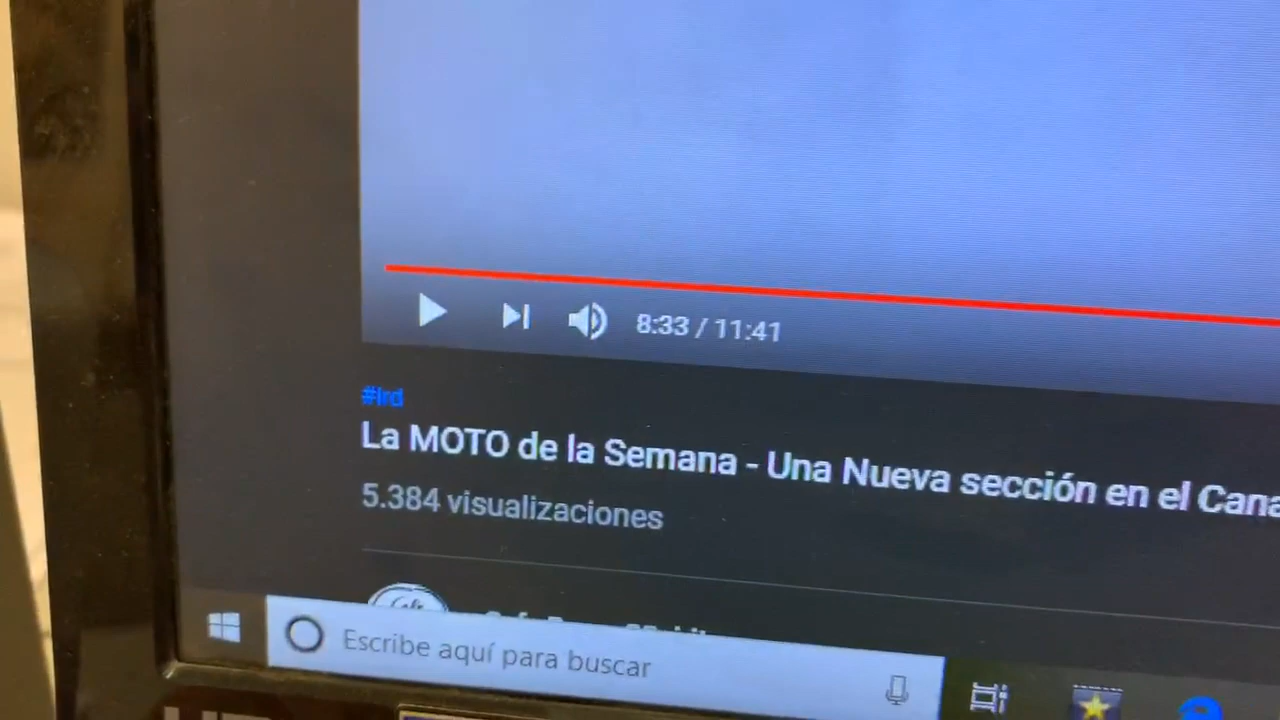 8:33 / 11:41
#lrd
La MOTO de la Semana - Una Nueva sección en el Cana
5.384 visualizaciones
Escribe aquí para buscar